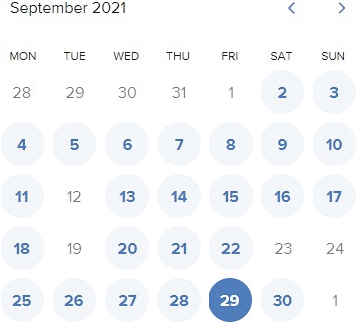 September 2021
MON TUE WED THU FRI SAT SUN
28 29 30 31 1 2 3
4 5 6 7 8 9 10
11 12 13 14 15 16 17
18 19 20 21 22 23 24
25 26 27 28 29 30 1